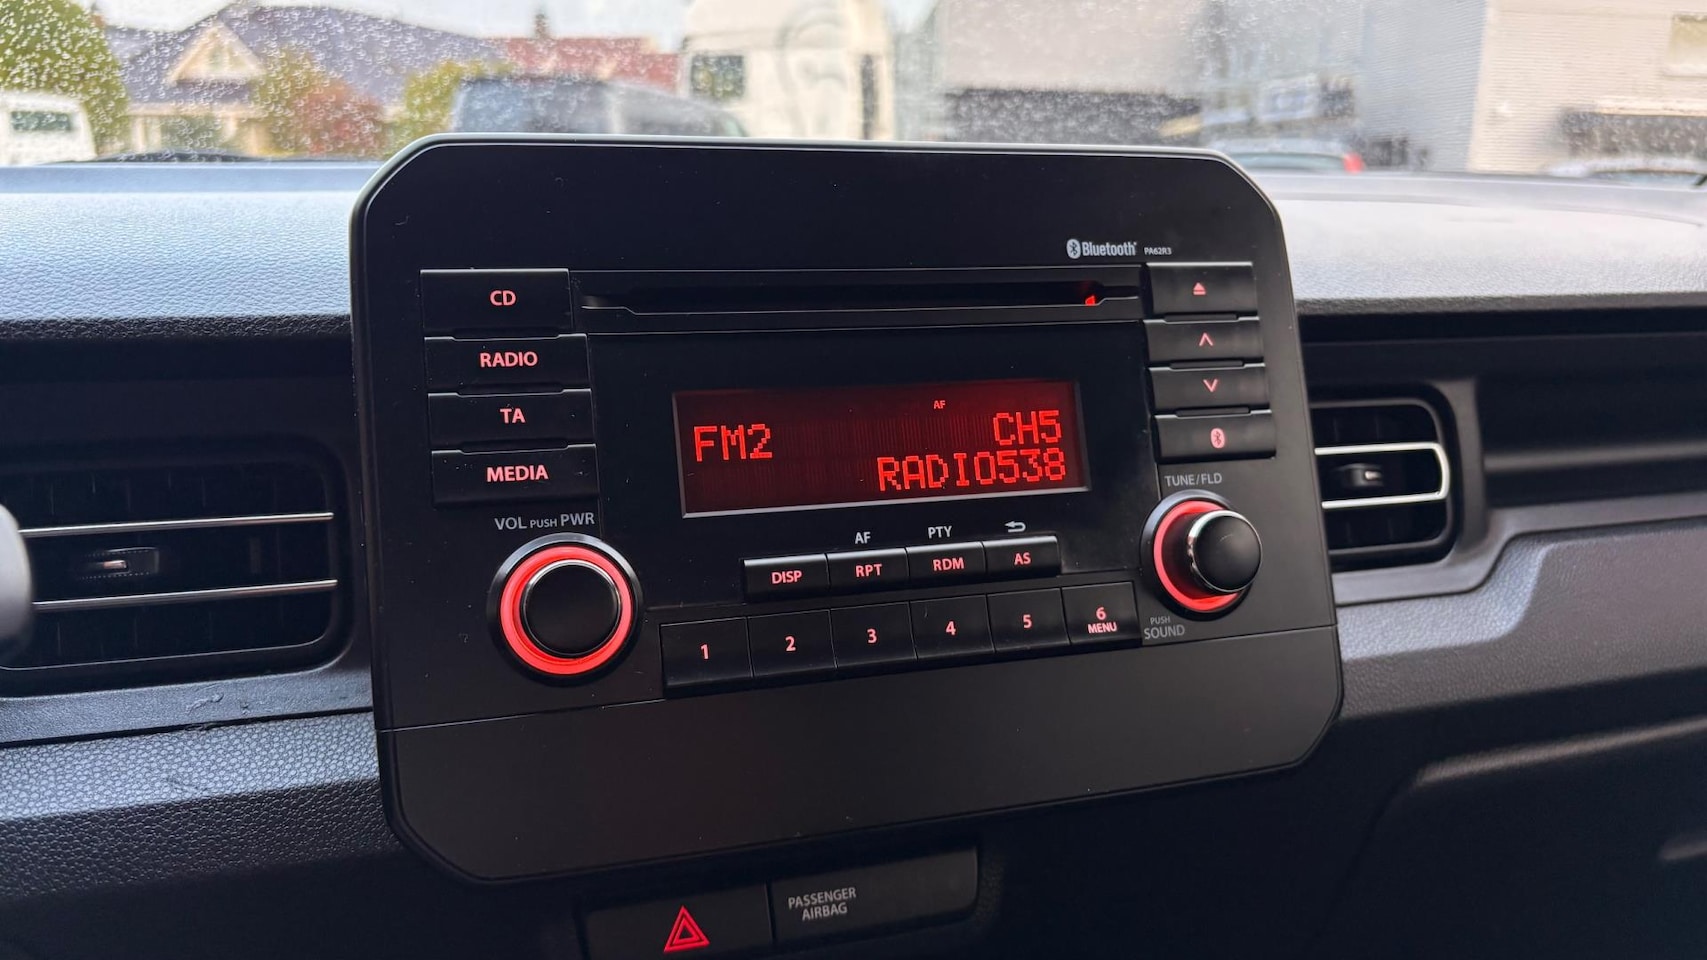 Bluetooth PA62R3
CD
RADIO
TA
MEDIA
AF
FM2 CH5
RADIO538
VOL PUSH PWR
TUNE/FLD
AF PTY
DISP RPT RDM AS
1 2 3 4 5 6
MENU
PUSH
SOUND
PASSENGER
AIRBAG